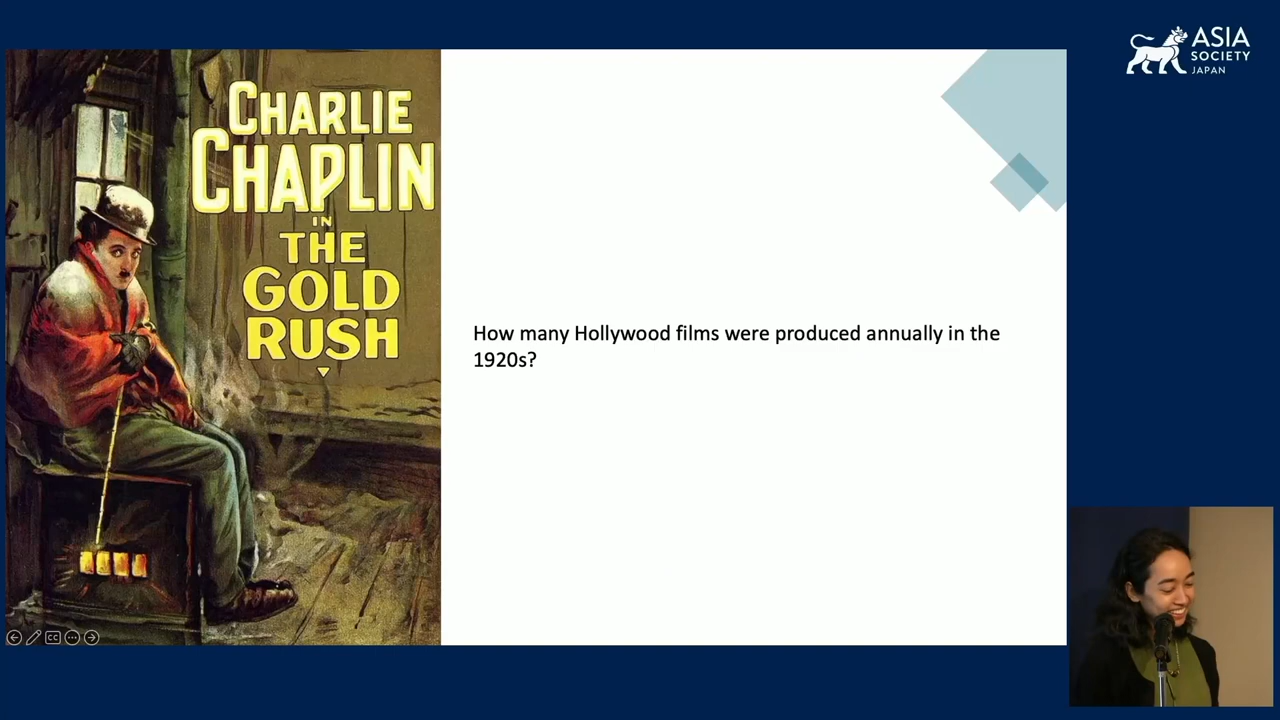 ASIA
SOCIETY
JAPAN
CHARLIE
CHAPLIN
IN
THE
GOLD
RUSH
How many Hollywood films were produced annually in the
1920s?
CC